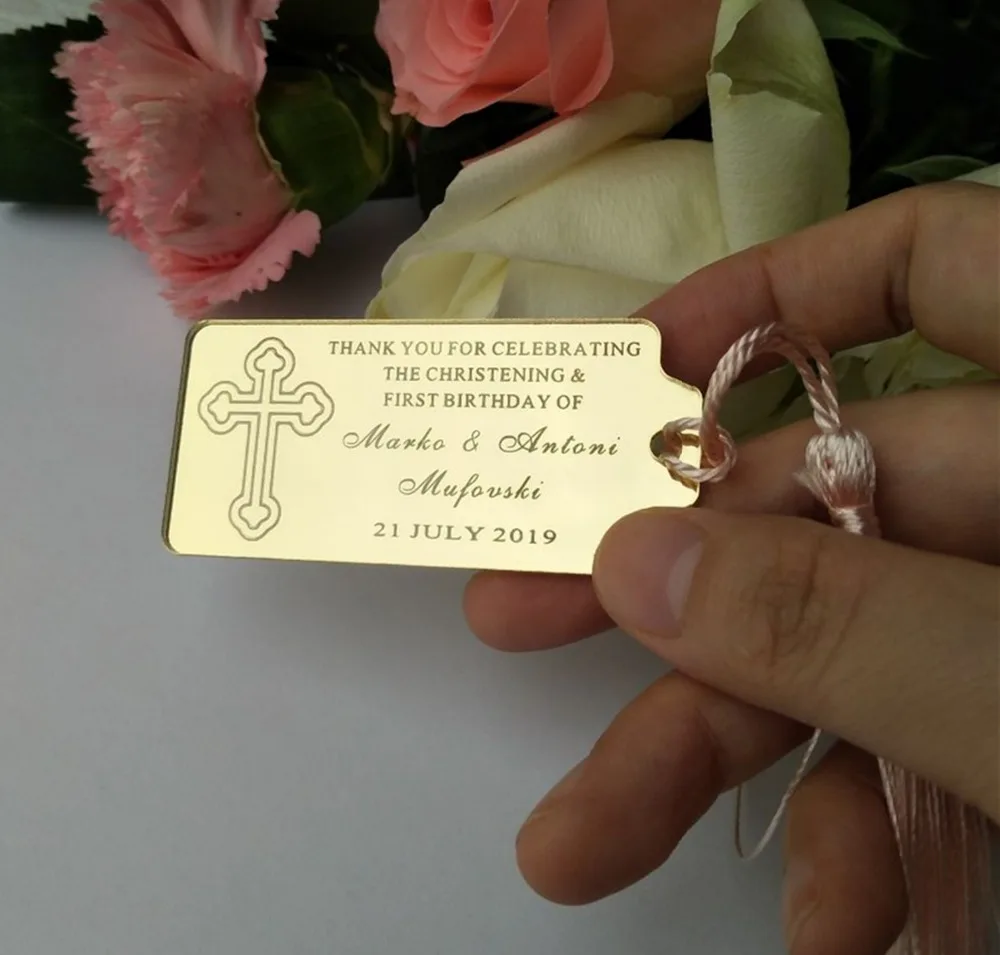 THANK YOU FOR CELEBRATING
THE CHRISTENING &
FIRST BIRTHDAY OF
Marko & Antoni
Mufovski
21 JULY 2019